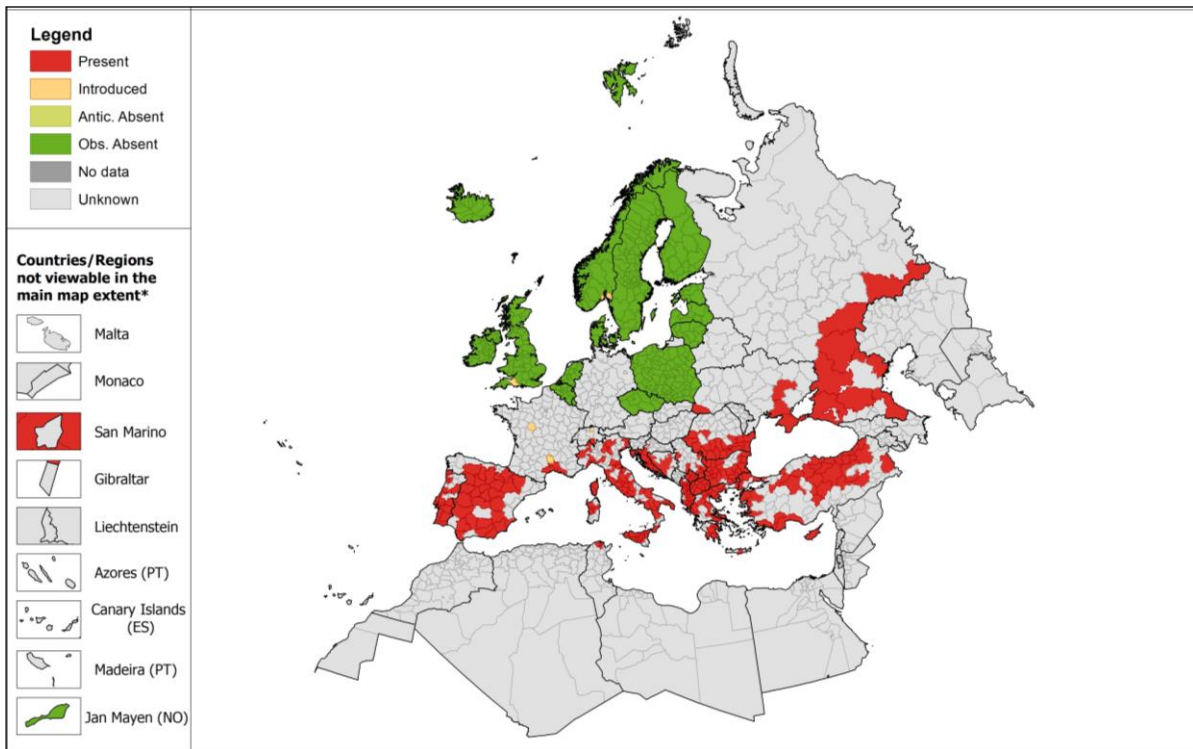 Legend
Present
Introduced
Antic. Absent
Obs. Absent
No data
Unknown
Countries/Regions
not viewable in the
main map extent*
Malta
Monaco
San Marino
Gibraltar
Liechtenstein
Azores (PT)
Canary Islands
(ES)
Madeira (PT)
Jan Mayen (NO)